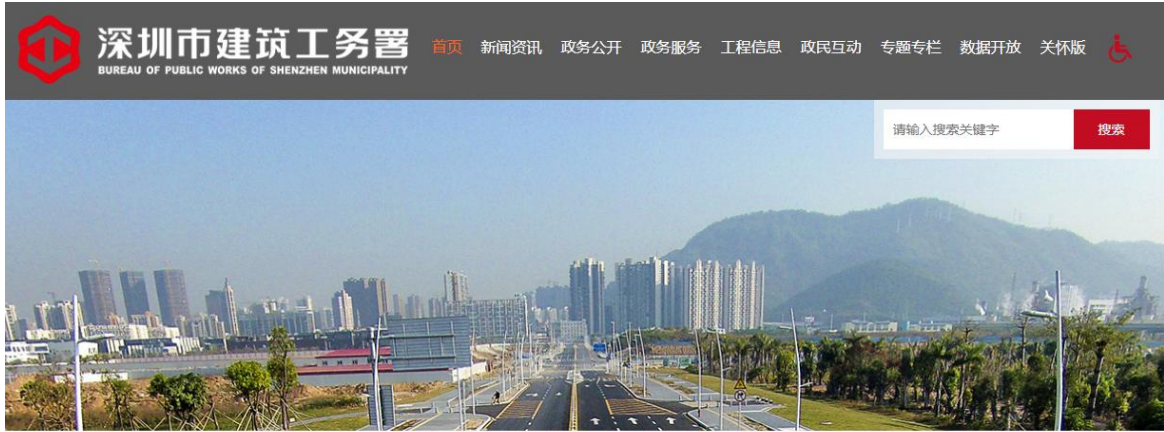 深圳市建筑工务署
BUREAU OF PUBLIC WORKS OF SHENZHEN MUNICIPALITY
首页 新闻资讯 政务公开 政务服务 工程信息 政民互动 专题专栏 数据开放 关怀版
请输入搜索关键字 搜索